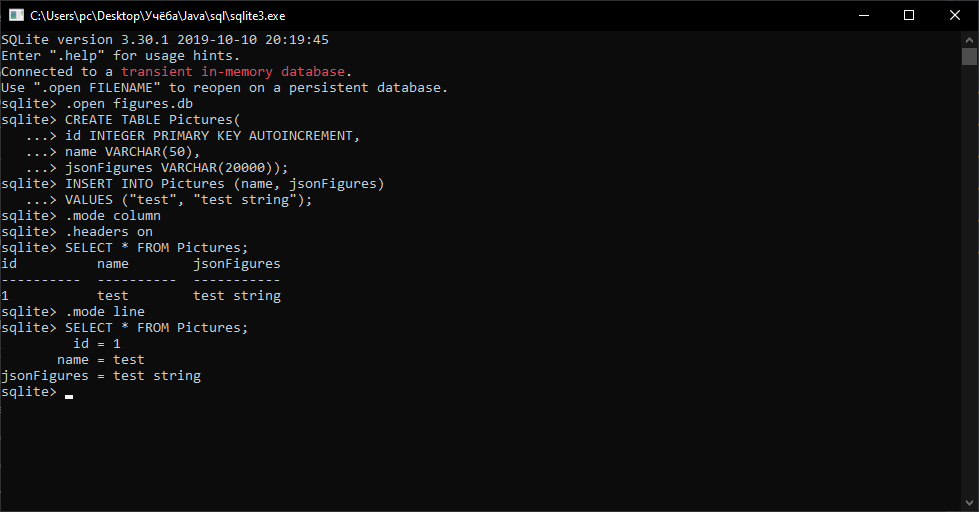 C:\Users\pc\Desktop\Учёба\Java\sql\sqlite3.exe
SQLite version 3.30.1 2019-10-10 20:19:45
Enter ".help" for usage hints.
Connected to a transient in-memory database.
Use ".open FILENAME" to reopen on a persistent database.
sqlite> .open figures.db
sqlite> CREATE TABLE Pictures(
   ...> id INTEGER PRIMARY KEY AUTOINCREMENT,
   ...> name VARCHAR(50),
   ...> jsonFigures VARCHAR(20000));
sqlite> INSERT INTO Pictures (name, jsonFigures)
   ...> VALUES ("test", "test string");
sqlite> .mode column
sqlite> .headers on
sqlite> SELECT * FROM Pictures;
id          name        jsonFigures
----------  ----------  -----------
1           test        test string
sqlite> .mode line
sqlite> SELECT * FROM Pictures;
         id = 1
       name = test
jsonFigures = test string
sqlite>